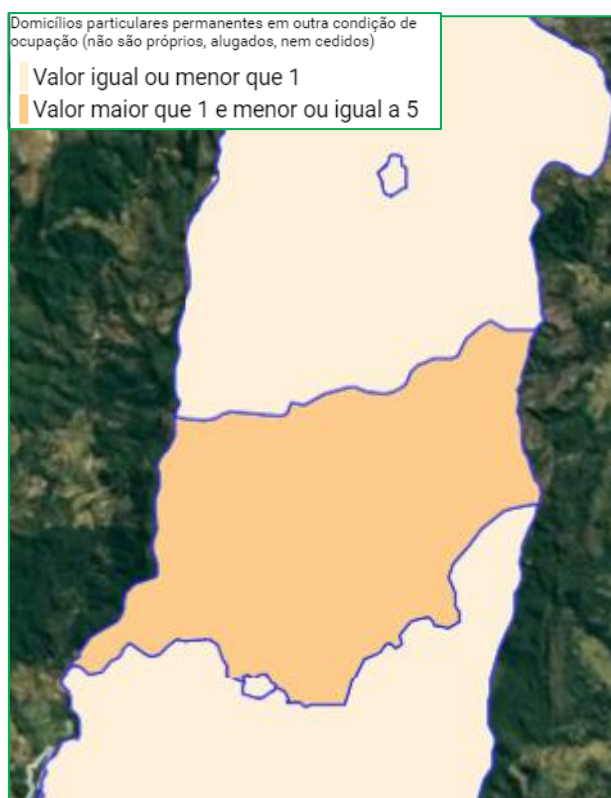 Domicílios particulares permanentes em outra condição de
ocupação (não são próprios, alugados, nem cedidos)
Valor igual ou menor que 1
Valor maior que 1 e menor ou igual a 5